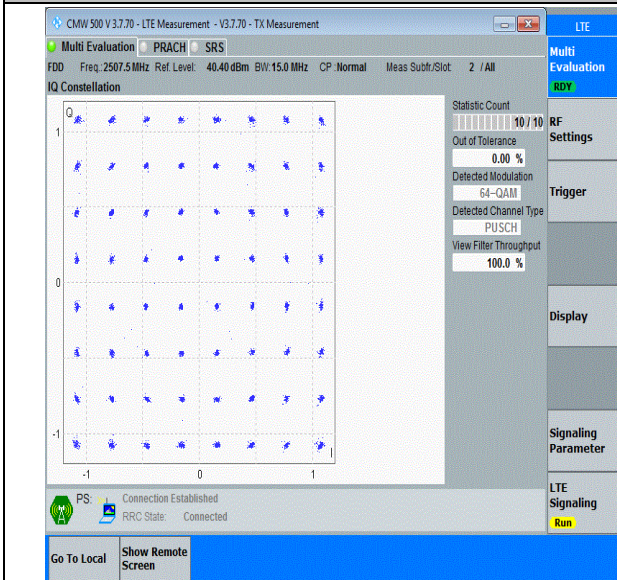 CMW 500 V 3.7.70 - LTE Measurement - V3.7.70 - TX Measurement
LTE
Multi Evaluation PRACH SRS
FDD Freq.:2507.5 MHz Ref. Level: 40.40 dBm BW:15.0 MHz CP :Normal Meas Subfr./Slot: 2 / All
IQ Constellation
Q
1
0
-1
-1 0 1
I
Statistic Count
10 / 10
Out of Tolerance
0.00 %
Detected Modulation
64-QAM
Detected Channel Type
PUSCH
View Filter Throughput
100.0 %
Multi
Evaluation
RDY
RF
Settings
Trigger
Display
Signaling
Parameter
LTE
Signaling
Run
PS: Connection Established
RRC State: Connected
Go To Local
Show Remote
Screen